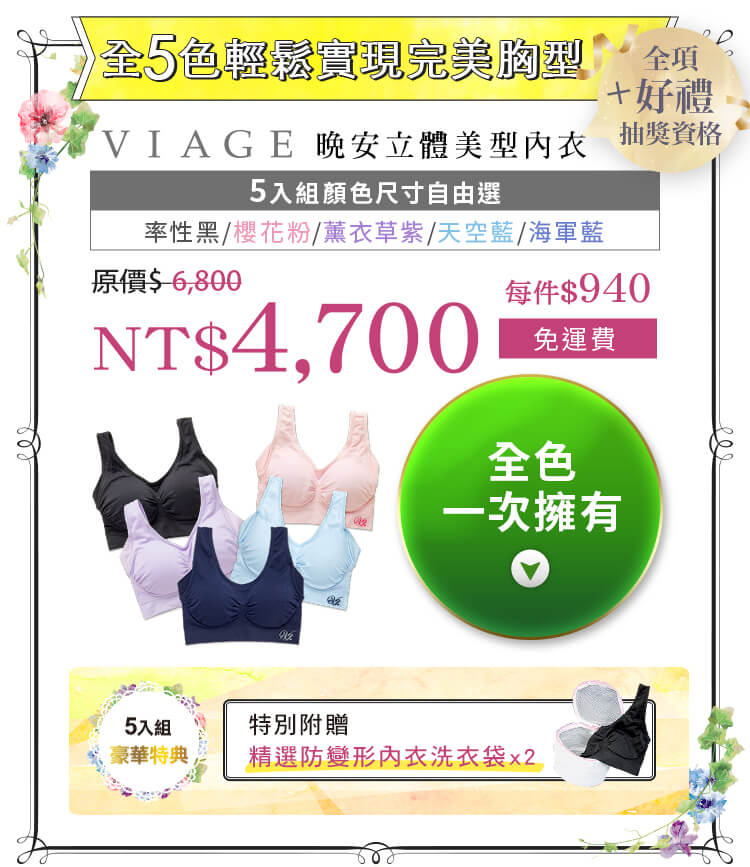 全5色輕鬆實現完美胸型
全項
+好禮
抽獎資格
VIAGE 晚安立體美型內衣
5入組顏色尺寸自由選
率性黑/櫻花粉/薰衣草紫/天空藍/海軍藍
原價$ 6,800
每件$940
NT$4,700
免運費
全色
一次擁有
5入組
豪華特典
特別附贈
精選防變形內衣洗衣袋x2